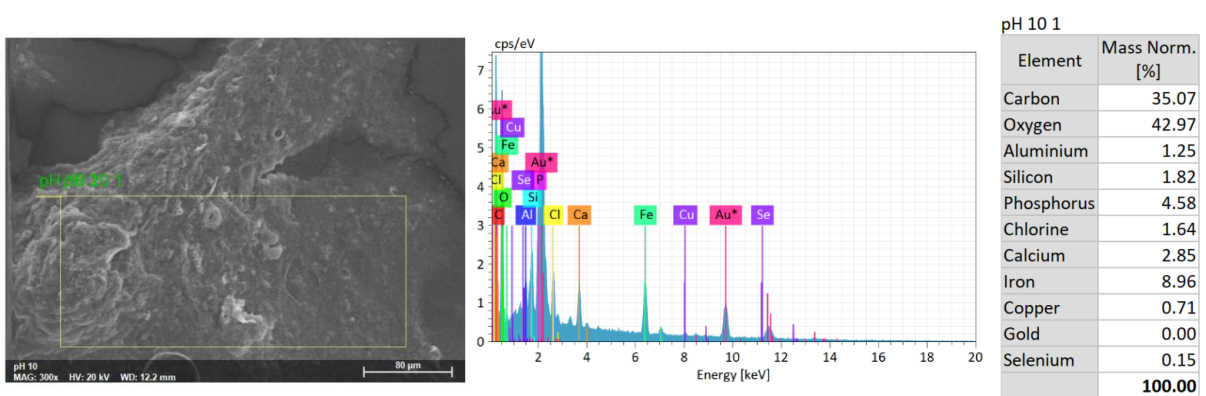 pH 10 1
pH 10
MAG: 300x HV: 20 kV WD: 12.2 mm
80 µm
cps/eV
7
6
5
4
3
2
1
0
u*
Cu
Fe
Ca
Au*
Cl
Se
P
O
Si
C
Al
Cl
Ca
Fe
Cu
Au*
Se
2 4 6 8 10 12 14 16 18 20
Energy [keV]
pH 10 1
Element Mass Norm. [%]
Carbon 35.07
Oxygen 42.97
Aluminium 1.25
Silicon 1.82
Phosphorus 4.58
Chlorine 1.64
Calcium 2.85
Iron 8.96
Copper 0.71
Gold 0.00
Selenium 0.15
100.00